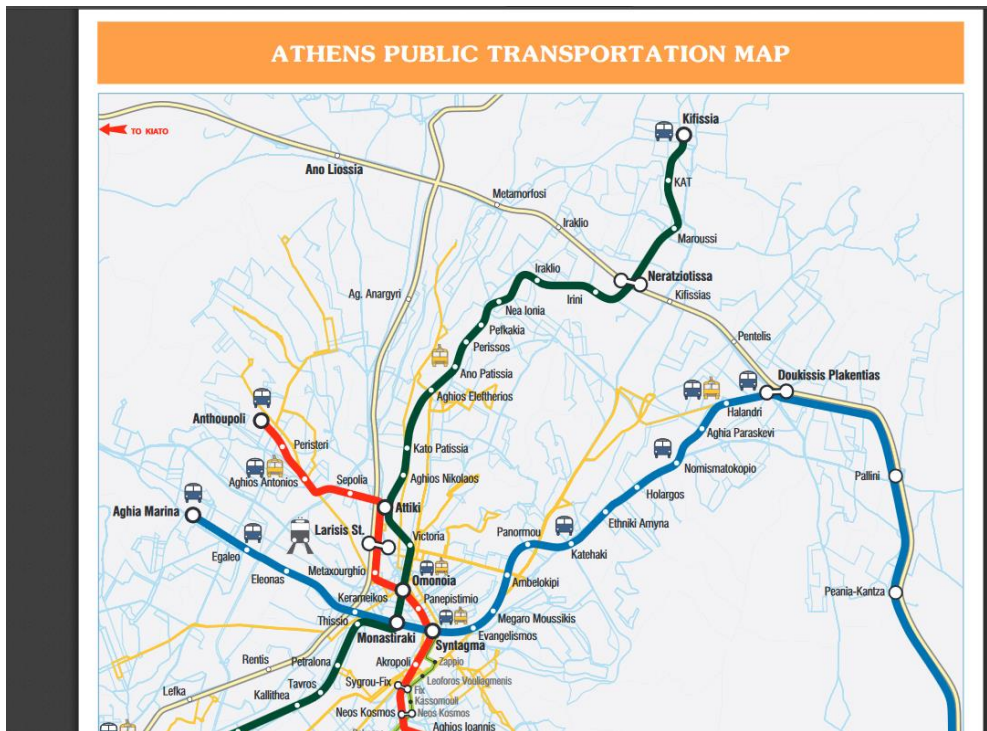 ATHENS PUBLIC TRANSPORTATION MAP
TO KIATO
Kifissia
Ano Liossia
KAT
Metamorfosi
Iraklio
Maroussi
Iraklio
Neratziotissa
Ag. Anargyri
Irini
Kifissias
Nea Ionia
Pefkakia
Pentelis
Perissos
Ano Patissia
Doukissis Plakentias
Aghios Eleftherios
Halandri
Anthoupoli
Aghia Paraskevi
Peristeri
Kato Patissia
Nomismatokopio
Pallini
Aghios Antonios
Sepolia
Aghios Nikolaos
Holargos
Aghia Marina
Attiki
Ethniki Amyna
Larisis St.
Victoria
Panormou
Katehaki
Egaleo
Metaxourghio
Eleonas
Omonoia
Ambelokipi
Kerameikos
Panepistimio
Peania-Kantza
Thissio
Megaro Moussikis
Monastiraki
Evangelismos
Syntagma
Rentis
Petralona
Akropoli
Zappio
Tavros
Sygrou-Fix
Leoforos Vouliagmenis
Lefka
Kallithea
Fix
Kassomouli
Neos Kosmos
Neos Kosmos
Aghios Ioannis